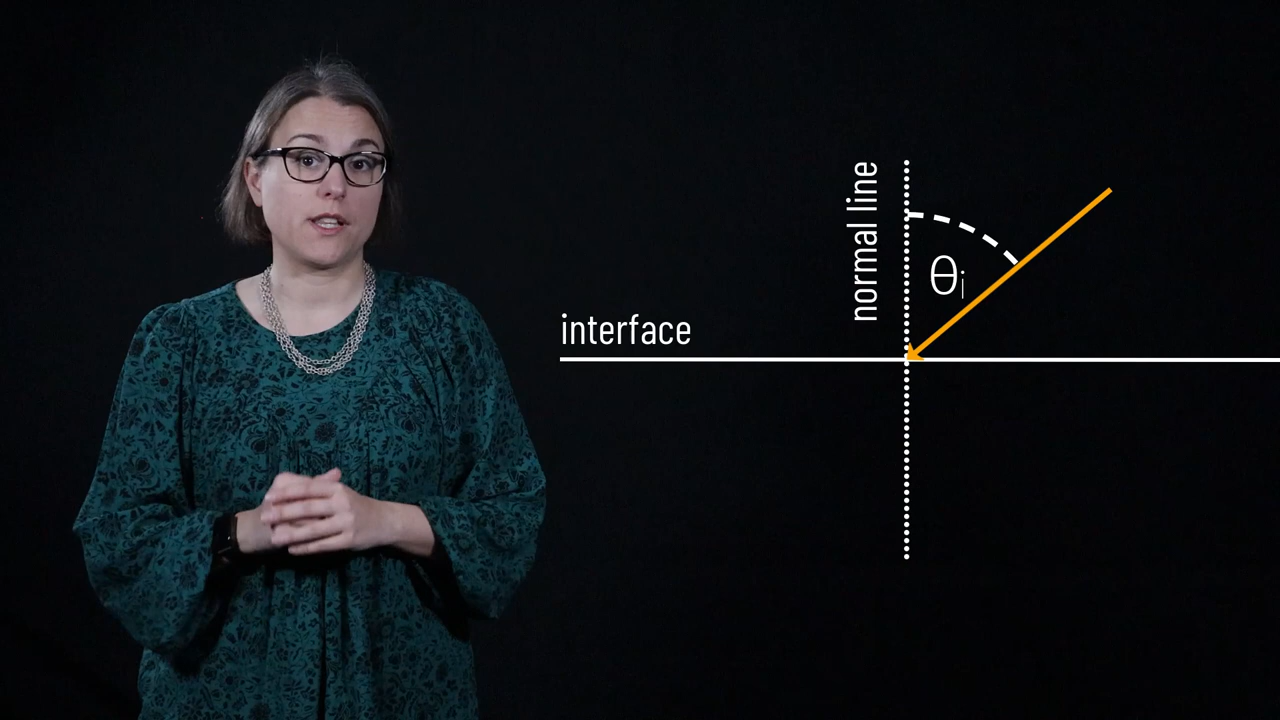 interface
normal line
θi